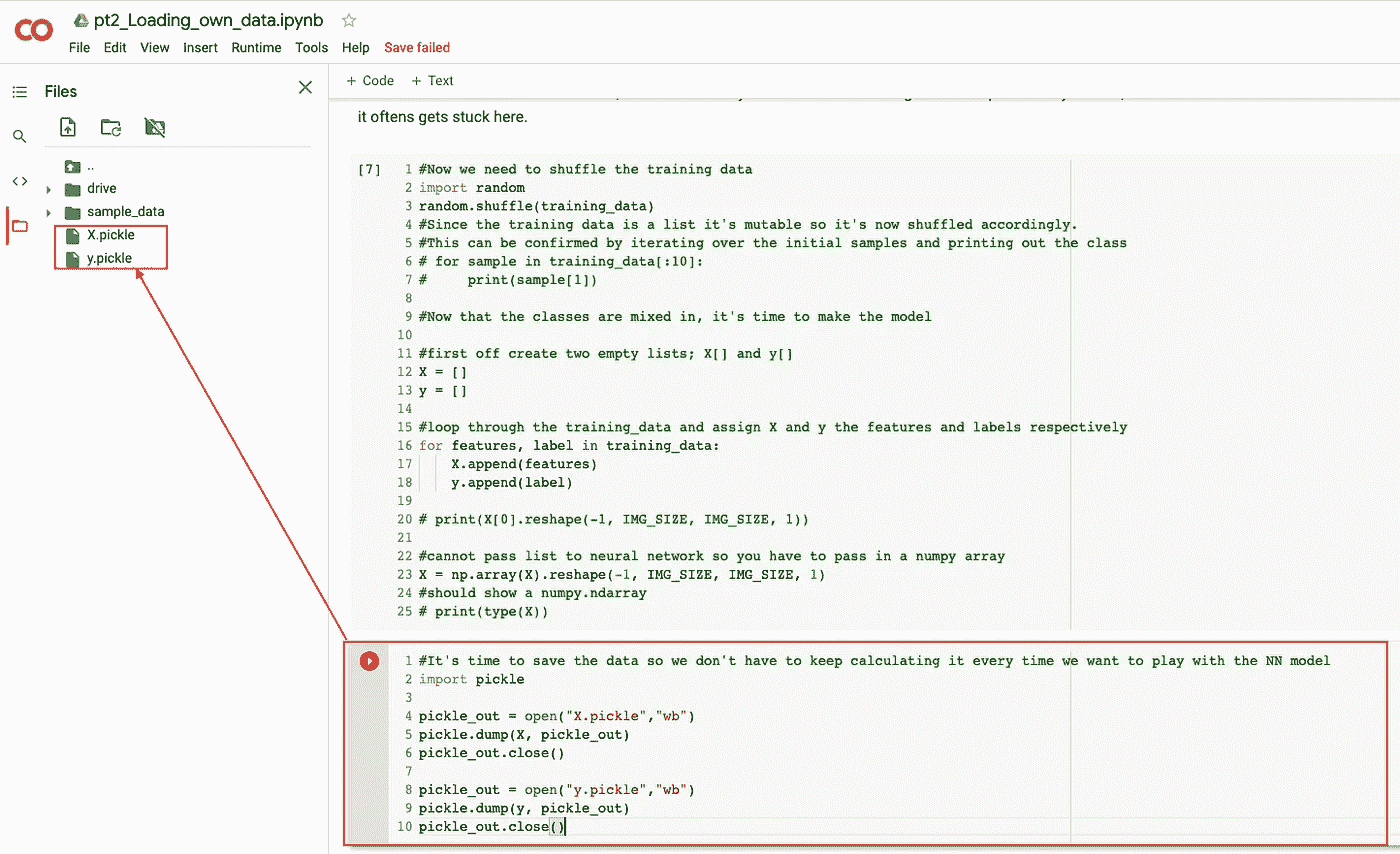 pt2_Loading_own_data.ipynb
File Edit View Insert Runtime Tools Help Save failed
Files
+ Code + Text
..
drive
sample_data
X.pickle
y.pickle
it oftens gets stuck here.
[7]
1 #Now we need to shuffle the training data
2 import random
3 random.shuffle(training_data)
4 #Since the training data is a list it's mutable so it's now shuffled accordingly.
5 #This can be confirmed by iterating over the initial samples and printing out the class
6 # for sample in training_data[:10]:
7 #     print(sample[1])
8
9 #Now that the classes are mixed in, it's time to make the model
10
11 #first off create two empty lists; X[] and y[]
12 X = []
13 y = []
14
15 #loop through the training_data and assign X and y the features and labels respectively
16 for features, label in training_data:
17     X.append(features)
18     y.append(label)
19
20 # print(X[0].reshape(-1, IMG_SIZE, IMG_SIZE, 1))
21
22 #cannot pass list to neural network so you have to pass in a numpy array
23 X = np.array(X).reshape(-1, IMG_SIZE, IMG_SIZE, 1)
24 #should show a numpy.ndarray
25 # print(type(X))
1 #It's time to save the data so we don't have to keep calculating it every time we want to play with the NN model
2 import pickle
3
4 pickle_out = open("X.pickle","wb")
5 pickle.dump(X, pickle_out)
6 pickle_out.close()
7
8 pickle_out = open("y.pickle","wb")
9 pickle.dump(y, pickle_out)
10 pickle_out.close()